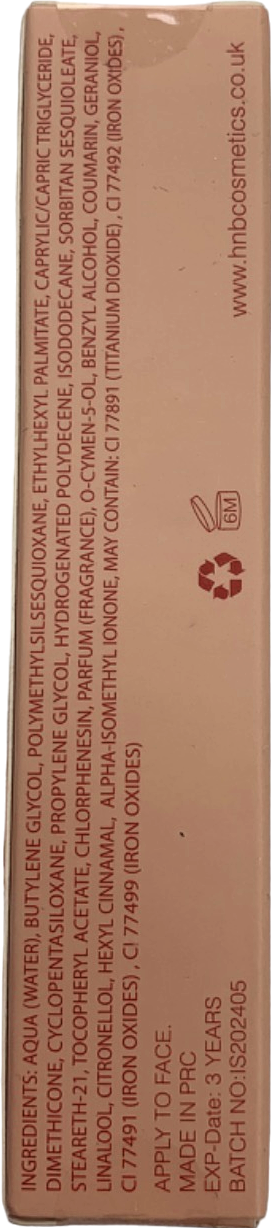 INGREDIENTS: AQUA (WATER), BUTYLENE GLYCOL, POLYMETHYLSILSESQUIOXANE, ETHYLHEXYL PALMITATE, CAPRYLIC/CAPRIC TRIGLYCERIDE,
DIMETHICONE, CYCLOPENTASILOXANE, PROPYLENE GLYCOL, HYDROGENATED POLYDECENE, ISODODECANE, SORBITAN SESQUIOLEATE,
STEARETH-21, TOCOPHERYL ACETATE, CHLORPHENESIN, PARFUM (FRAGRANCE), O-CYMEN-5-OL, BENZYL ALCOHOL, COUMARIN, GERANIOL,
LINALOOL, CITRONELLOL, HEXYL CINNAMAL, ALPHA-ISOMETHYL IONONE, MAY CONTAIN: CI 77891 (TITANIUM DIOXIDE) , CI 77492 (IRON OXIDES) ,
CI 77491 (IRON OXIDES) , CI 77499 (IRON OXIDES)
APPLY TO FACE.
MADE IN PRC
EXP-Date: 3 YEARS
BATCH NO:IS202405
6M
www.hnbcosmetics.co.uk